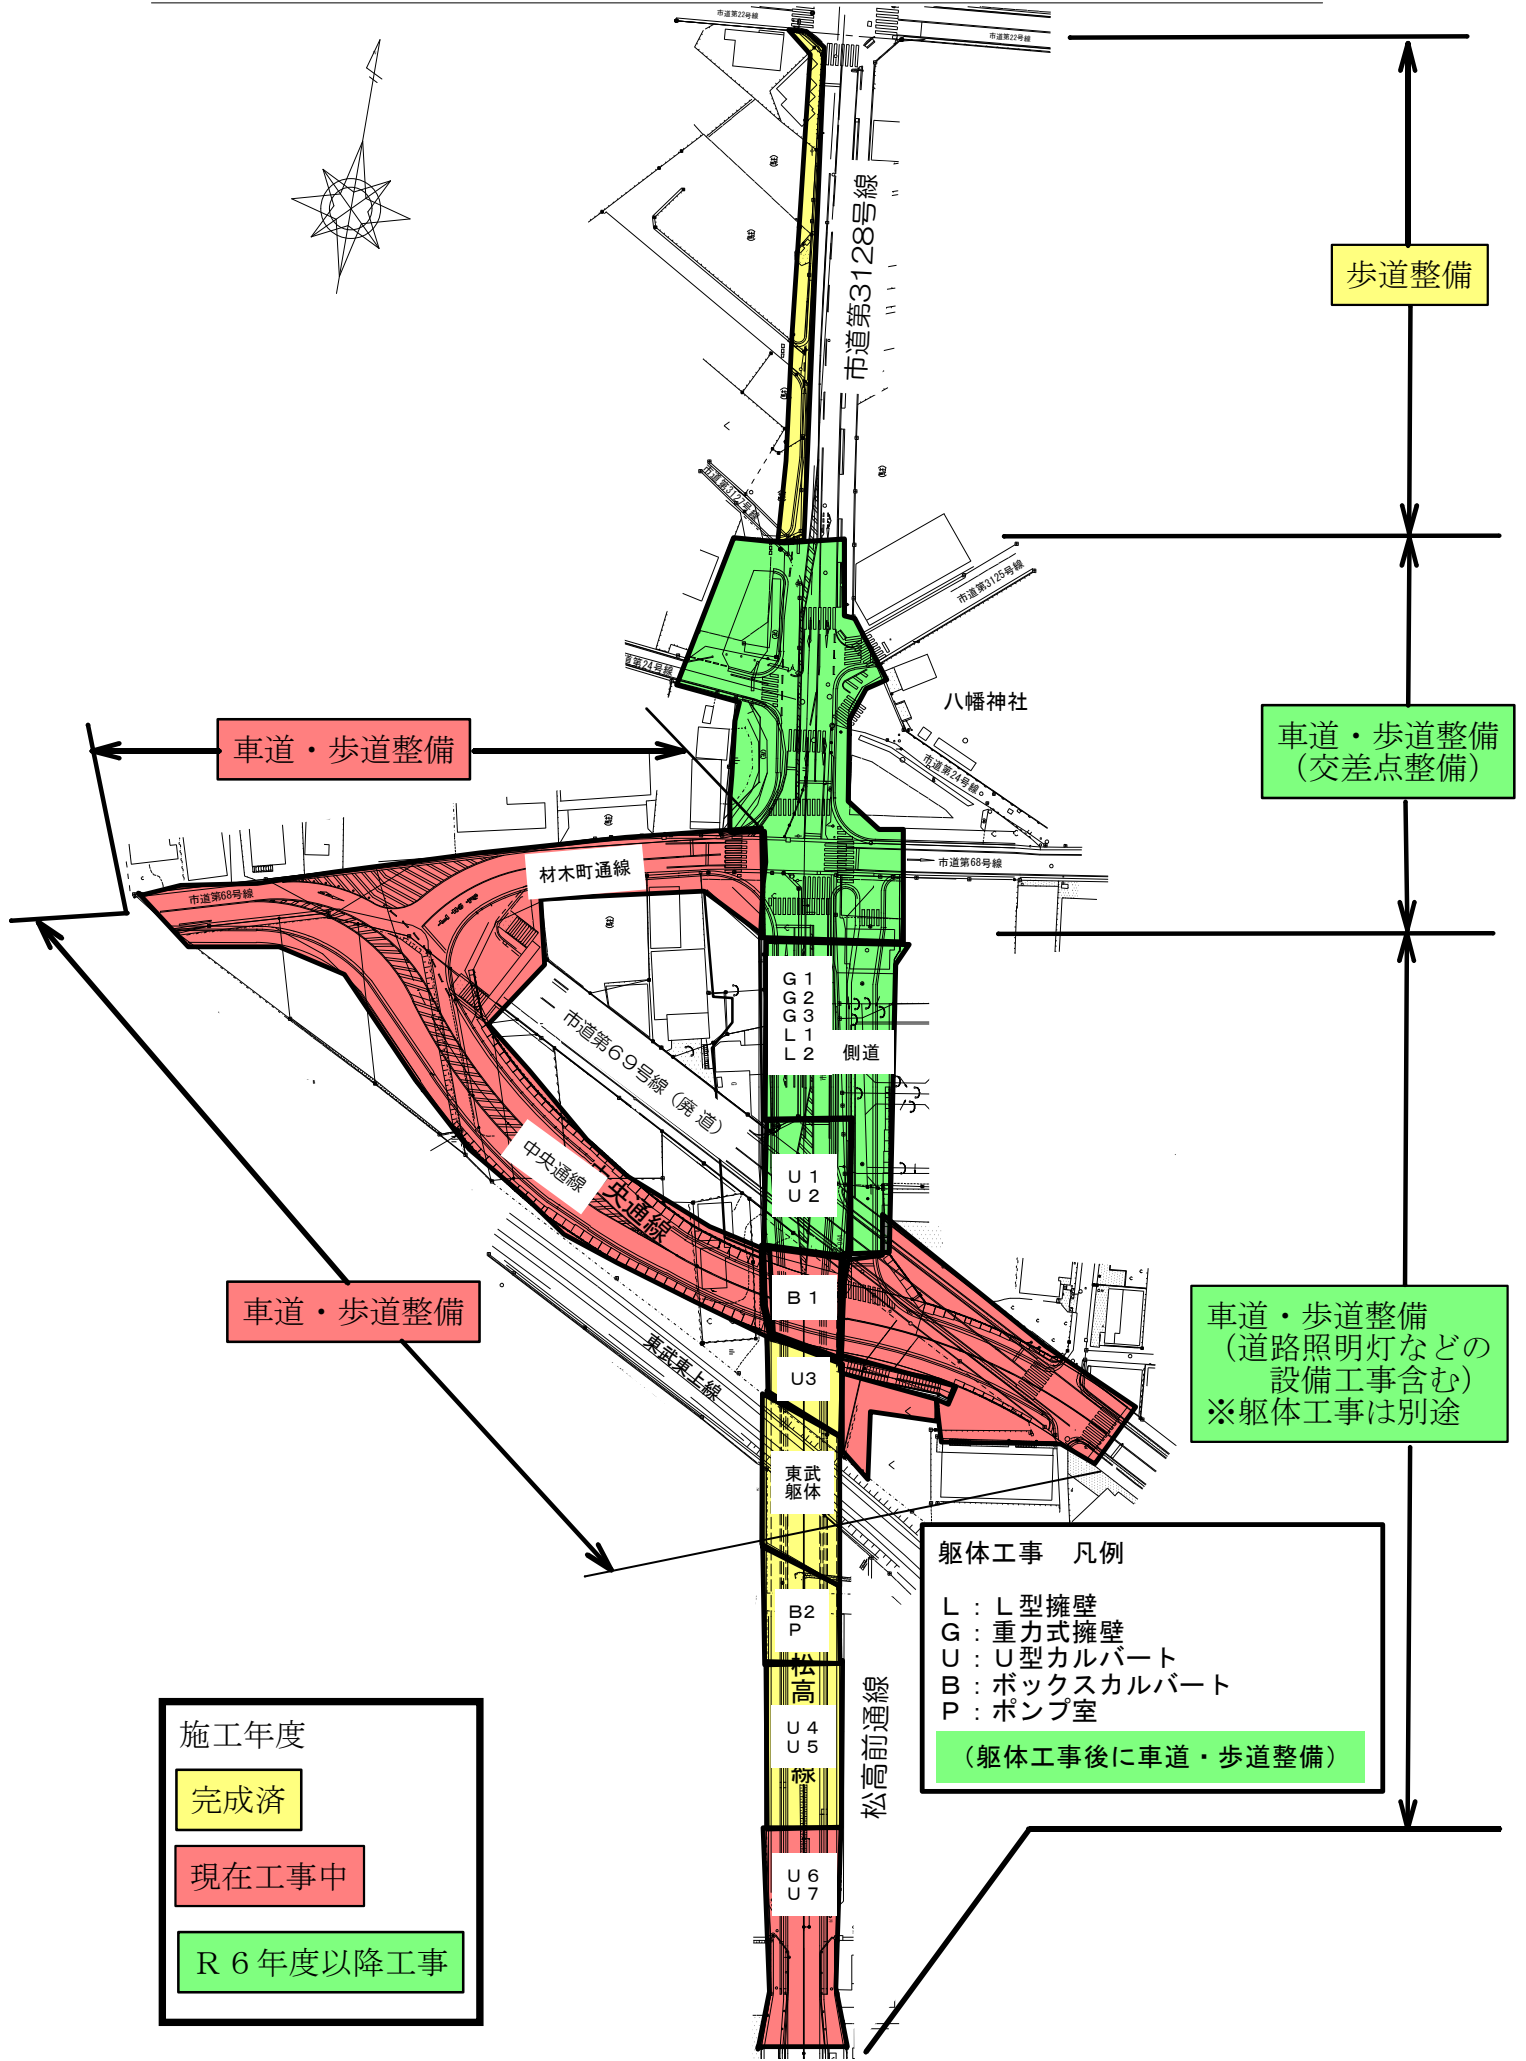 市道第22号線
市道第22号線
市道第3128号線
歩道整備
市道第3127号線
市道第3125号線
市道第24号線
八幡神社
車道・歩道整備
車道・歩道整備
（交差点整備）
市道第24号線
材木町通線
市道第68号線
市道第68号線
G1
G2
G3
L1
L2
側道
市道第69号線（廃道）
U1
U2
中央通線
央通線
B1
車道・歩道整備
車道・歩道整備
（道路照明灯などの
設備工事含む）
※躯体工事は別途
東武東上線
U3
東武
躯体
躯体工事　凡例
L：L型擁壁
G：重力式擁壁
U：U型カルバート
B：ボックスカルバート
P：ポンプ室
（躯体工事後に車道・歩道整備）
B2
P
松高
線
U4
U5
松高前通線
U6
U7
施工年度
完成済
現在工事中
R6年度以降工事